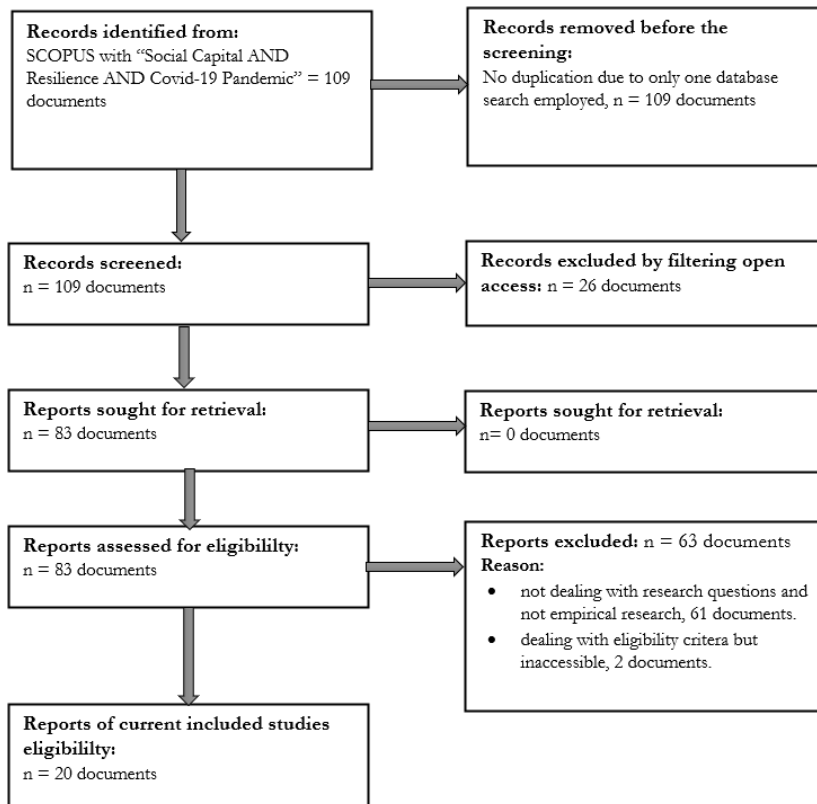 Records identified from:
SCOPUS with “Social Capital AND
Resilience AND Covid-19 Pandemic” = 109
documents
Records removed before the
screening:
No duplication due to only one database
search employed, n = 109 documents
Records screened:
n = 109 documents
Records excluded by filtering open
access: n = 26 documents
Reports sought for retrieval:
n = 83 documents
Reports sought for retrieval:
n= 0 documents
Reports assessed for eligibililty:
n = 83 documents
Reports excluded: n = 63 documents
Reason:
• not dealing with research questions and
not empirical research, 61 documents.
• dealing with eligibility critera but
inaccessible, 2 documents.
Reports of current included studies
eligibililty:
n = 20 documents